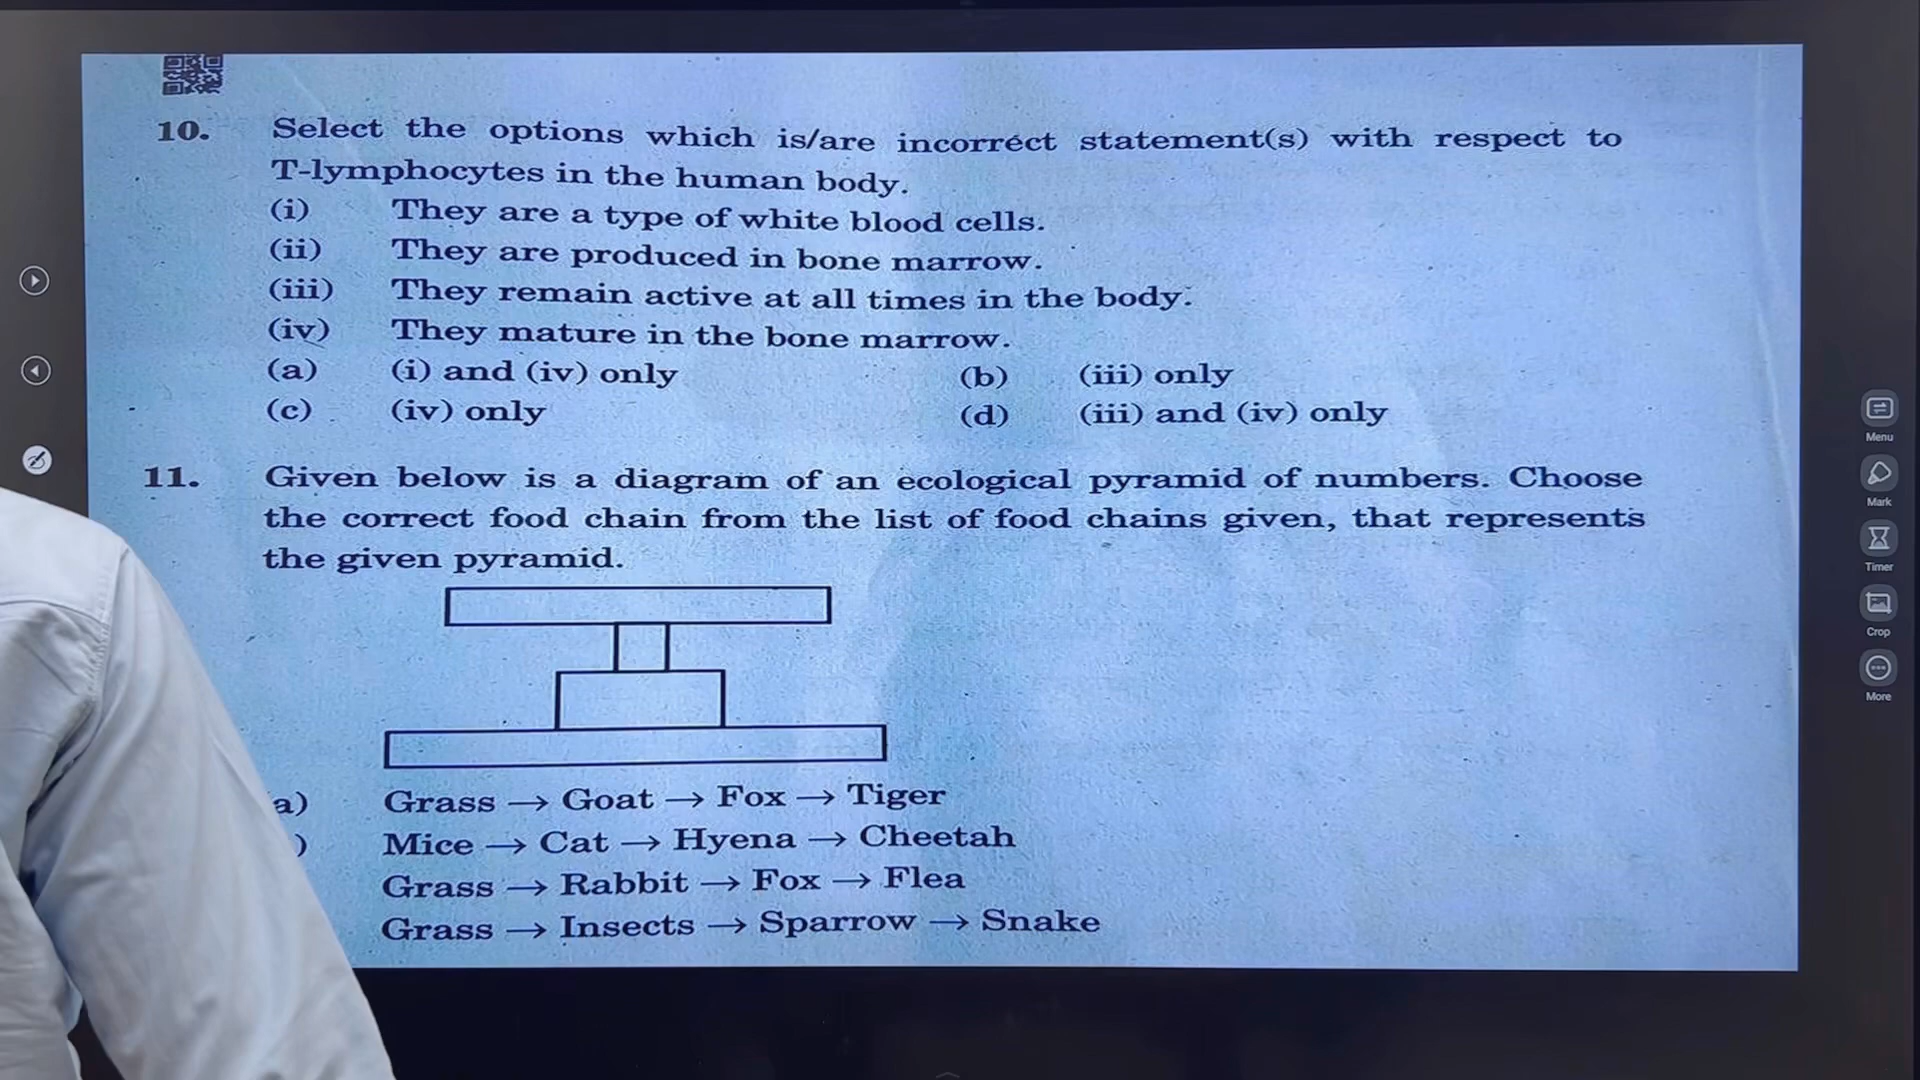 10. Select the options which is/are incorrect statement(s) with respect to
T-lymphocytes in the human body.
(i) They are a type of white blood cells.
(ii) They are produced in bone marrow.
(iii) They remain active at all times in the body.
(iv) They mature in the bone marrow.
(a) (i) and (iv) only (b) (iii) only
(c) (iv) only (d) (iii) and (iv) only
11. Given below is a diagram of an ecological pyramid of numbers. Choose
the correct food chain from the list of food chains given, that represents
the given pyramid.
a) Grass → Goat → Fox → Tiger
) Mice → Cat → Hyena → Cheetah
Grass → Rabbit → Fox → Flea
Grass → Insects → Sparrow → Snake
Menu
Mark
Timer
Crop
More